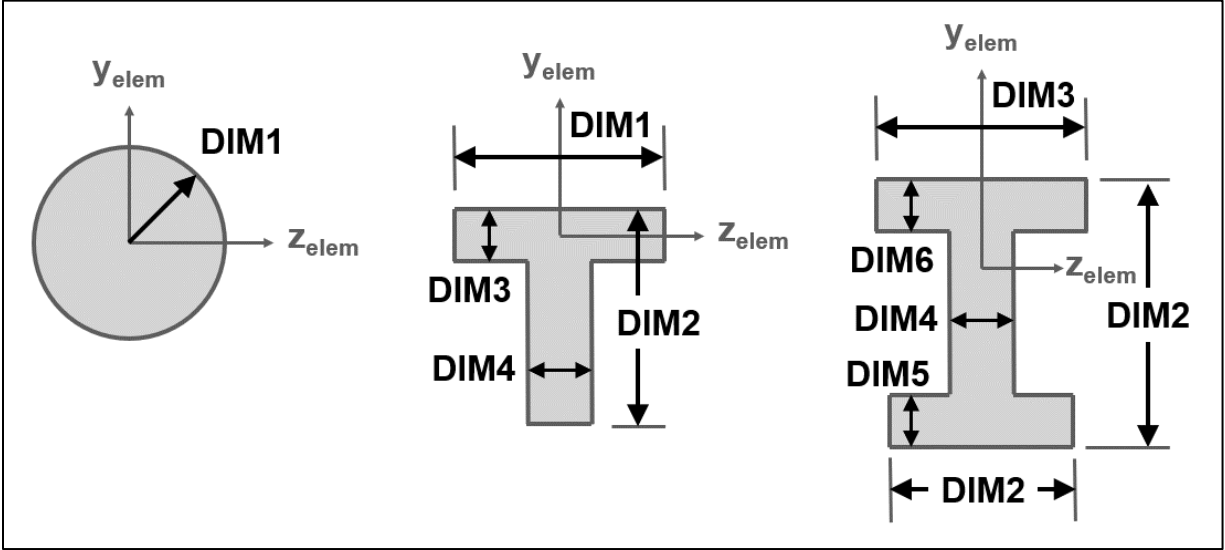 y_elem
DIM1
z_elem
y_elem
DIM1
z_elem
DIM3
DIM2
DIM4
y_elem
DIM3
DIM6
z_elem
DIM4
DIM2
DIM5
DIM2